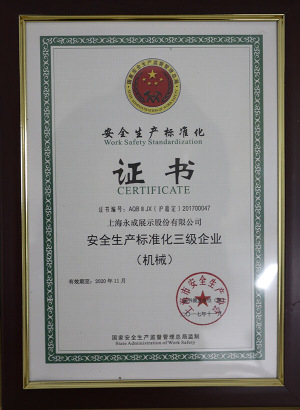 安全生产标准化
Work Safety Standardization
证书
CERTIFICATE
证书编号：AQBⅢJX（沪嘉定）201700047
上海永成展示股份有限公司
安全生产标准化三级企业
（机械）
有效期至：2020年11月
国家安全生产监督管理总局监制
State Administration of Work Safety